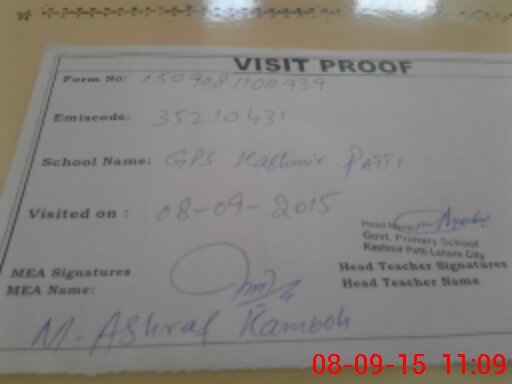 VISIT PROOF
Form No: 1509081100939
Emiscode: 35210431
School Name: GPS Kashmir Patti
Visited on : 08-09-2015
Govt. Primary School
Kashmir Patti Lahore City
MEA Signatures
Head Teacher Signatures
MEA Name:
Head Teacher Name
M. Ashraf Kamboh
08-09-15 11:09